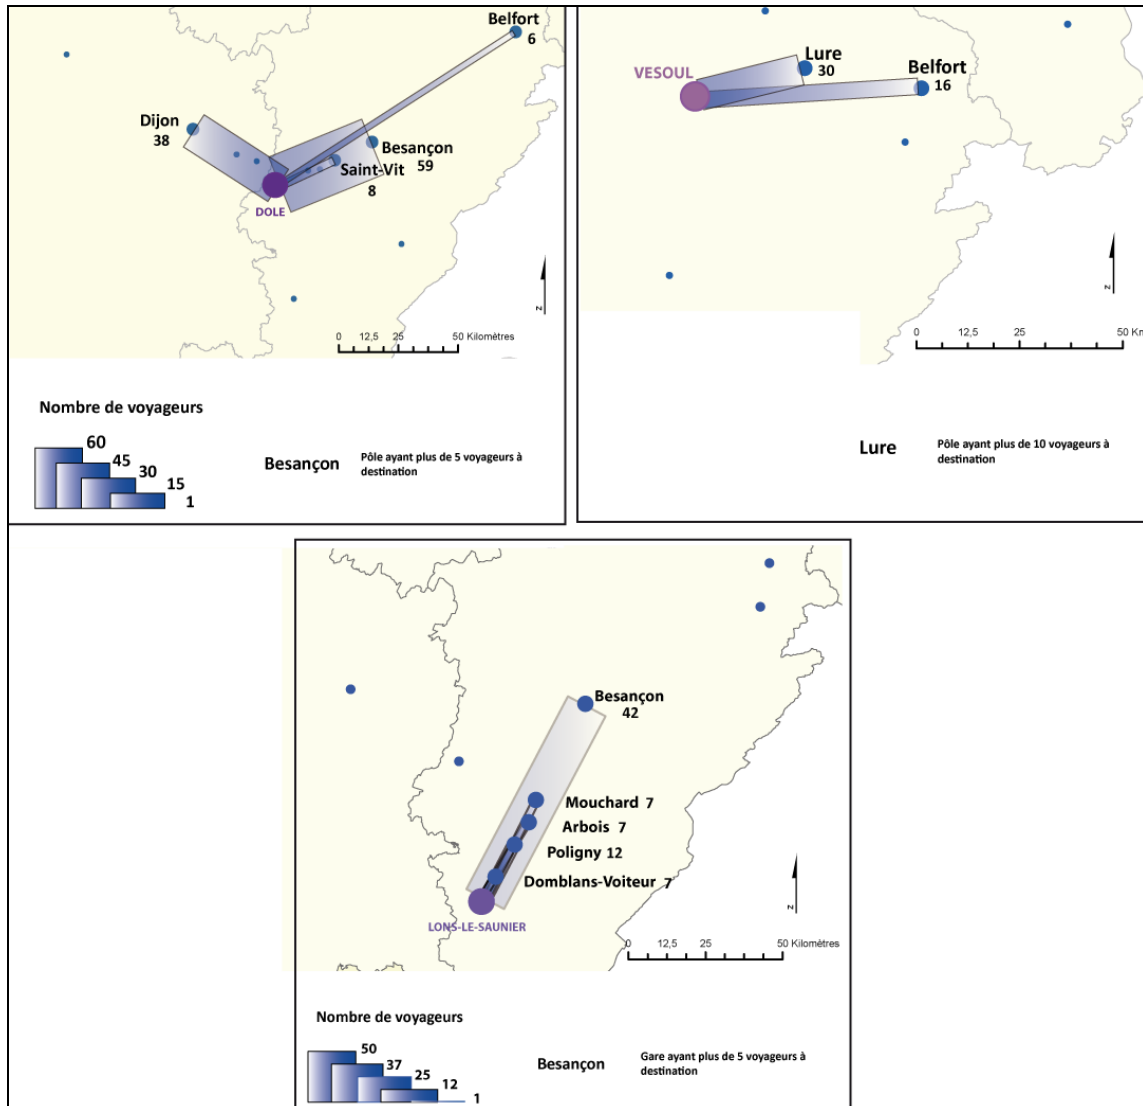 Belfort
6
Dijon
38
Besançon
59
Saint-Vit
8
DOLE
N
0 12,5 25 50 Kilomètres
Nombre de voyageurs
60
45
30
15
1
Besançon
Pôle ayant plus de 5 voyageurs à
destination
VESOUL
Lure
30
Belfort
16
N
0 12,5 25 50 Km
Lure
Pôle ayant plus de 10 voyageurs à
destination
Besançon
42
Mouchard 7
Arbois 7
Poligny 12
Domblans-Voiteur 7
LONS-LE-SAUNIER
N
0 12,5 25 50 Kilomètres
Nombre de voyageurs
50
37
25
12
1
Besançon
Gare ayant plus de 5 voyageurs à
destination